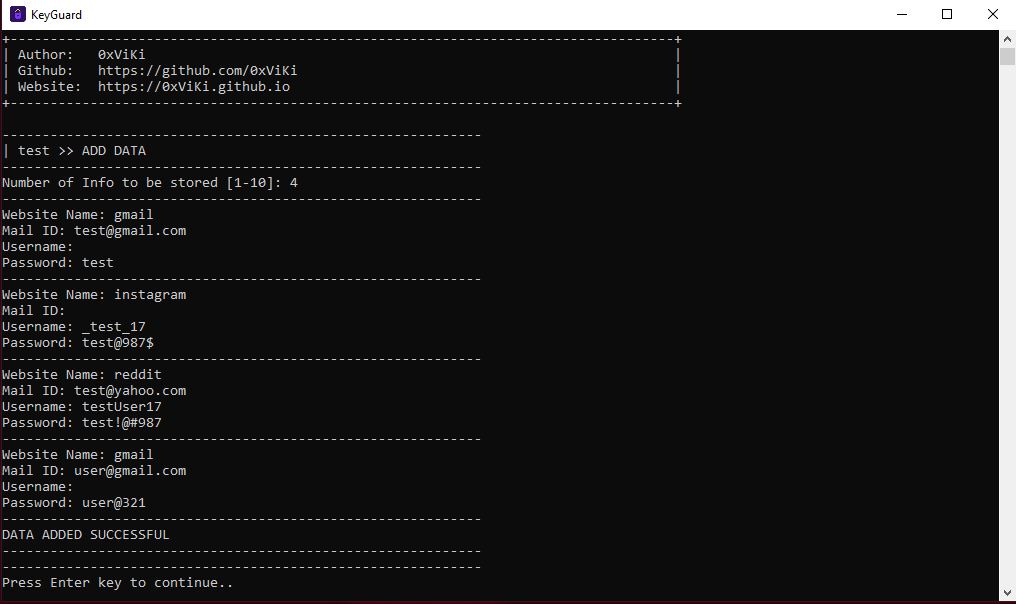 KeyGuard
+-----------------------------------------------------------------------------------+
| Author:   0xViKi |
| Github:   https://github.com/0xViKi |
| Website:  https://0xViKi.github.io |
+-----------------------------------------------------------------------------------+
------------------------------------------------------------
| test >> ADD DATA
------------------------------------------------------------
Number of Info to be stored [1-10]: 4
------------------------------------------------------------
Website Name: gmail
Mail ID: test@gmail.com
Username:
Password: test
------------------------------------------------------------
Website Name: instagram
Mail ID:
Username: _test_17
Password: test@987$
------------------------------------------------------------
Website Name: reddit
Mail ID: test@yahoo.com
Username: testUser17
Password: test!@#987
------------------------------------------------------------
Website Name: gmail
Mail ID: user@gmail.com
Username:
Password: user@321
------------------------------------------------------------
DATA ADDED SUCCESSFUL
------------------------------------------------------------
------------------------------------------------------------
Press Enter key to continue..